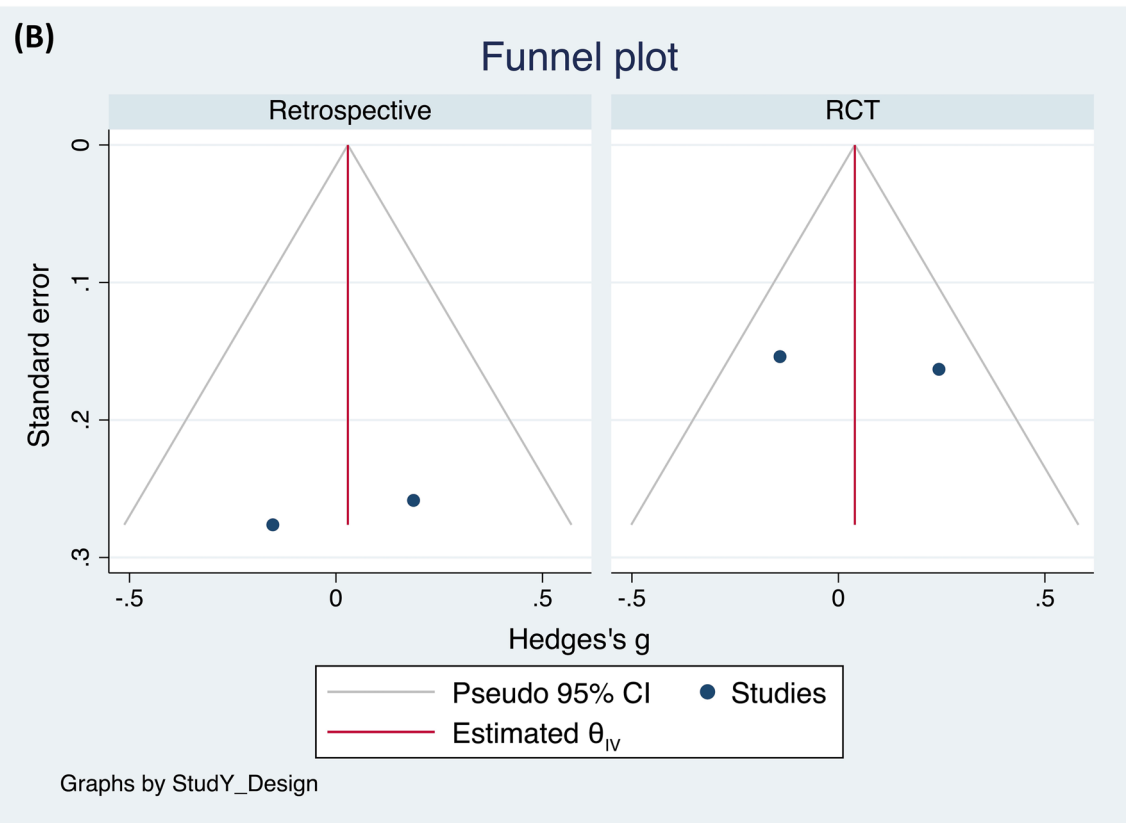 (B)
Funnel plot
Retrospective
RCT
Standard error
0
.1
.2
.3
-.5 0 .5
-.5 0 .5
Hedges's g
Pseudo 95% CI
Studies
Estimated θIV
Graphs by StudY_Design